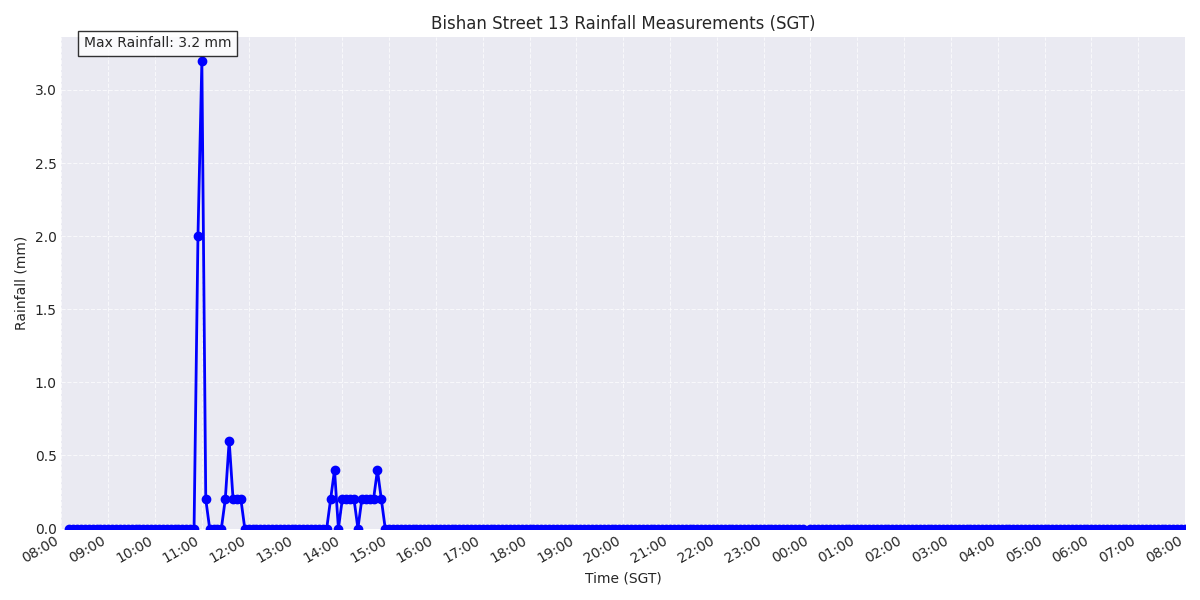 Bishan Street 13 Rainfall Measurements (SGT)
Max Rainfall: 3.2 mm
3.0
2.5
2.0
1.5
1.0
0.5
0.0
Rainfall (mm)
08:00 09:00 10:00 11:00 12:00 13:00 14:00 15:00 16:00 17:00 18:00 19:00 20:00 21:00 22:00 23:00 00:00 01:00 02:00 03:00 04:00 05:00 06:00 07:00 08:00
Time (SGT)